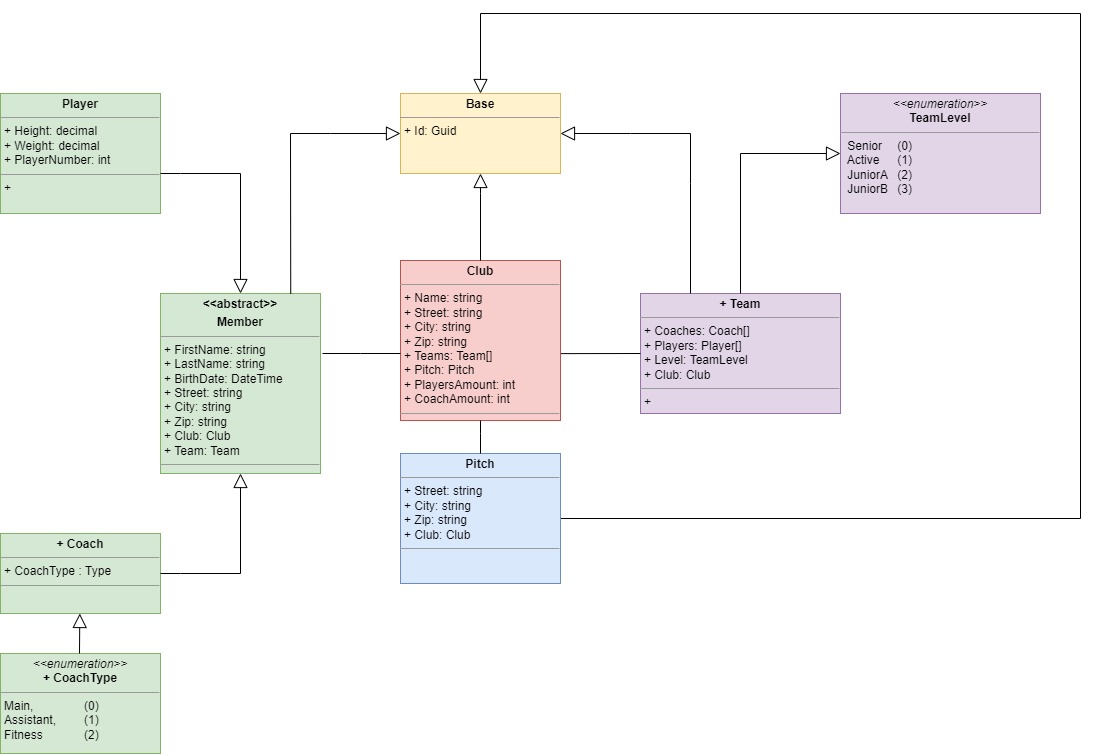 Player
+ Height: decimal
+ Weight: decimal
+ PlayerNumber: int
+
Base
+ Id: Guid
<<enumeration>>
TeamLevel
Senior (0)
Active (1)
JuniorA (2)
JuniorB (3)
<<abstract>>
Member
+ FirstName: string
+ LastName: string
+ BirthDate: DateTime
+ Street: string
+ City: string
+ Zip: string
+ Club: Club
+ Team: Team
Club
+ Name: string
+ Street: string
+ City: string
+ Zip: string
+ Teams: Team[]
+ Pitch: Pitch
+ PlayersAmount: int
+ CoachAmount: int
+ Team
+ Coaches: Coach[]
+ Players: Player[]
+ Level: TeamLevel
+ Club: Club
+
Pitch
+ Street: string
+ City: string
+ Zip: string
+ Club: Club
+ Coach
+ CoachType : Type
<<enumeration>>
+ CoachType
Main, (0)
Assistant, (1)
Fitness (2)